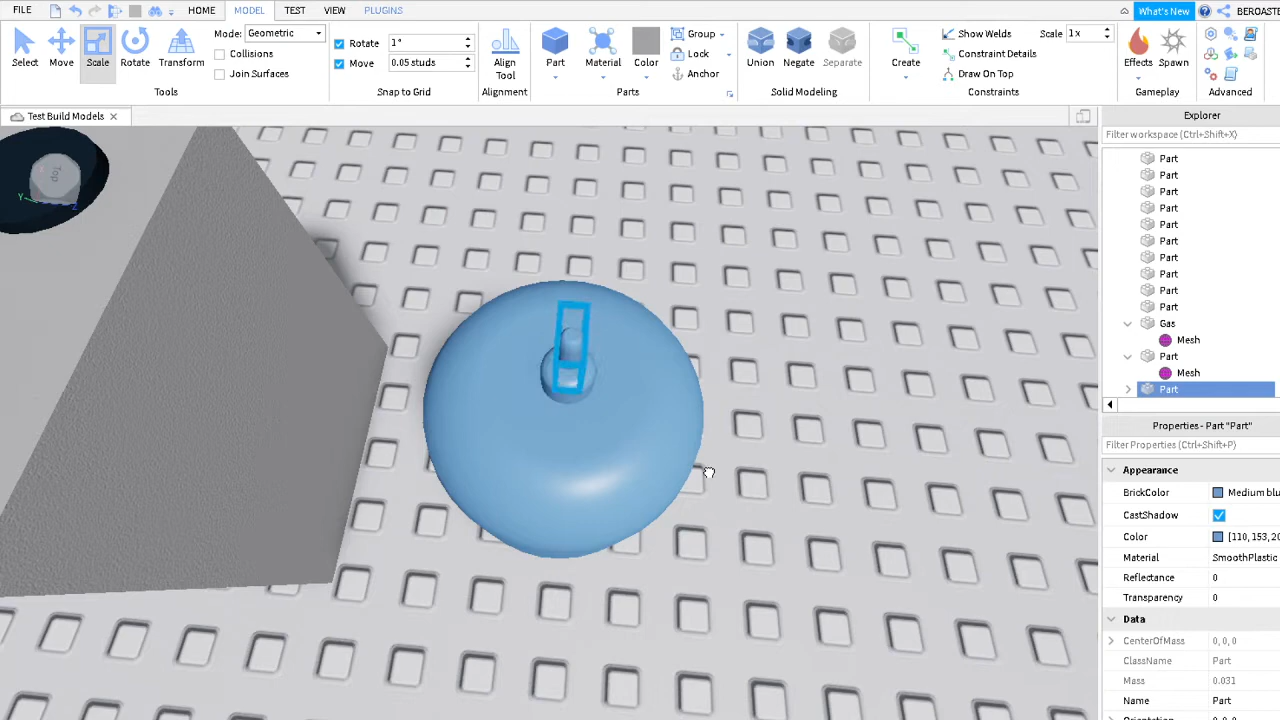 FILE HOME MODEL TEST VIEW PLUGINS What's New BEROASTE
Select Move Scale Rotate Transform
Mode: Geometric
Collisions
Join Surfaces
Tools
Rotate 1°
Move 0.05 studs
Snap to Grid
Align
Tool
Alignment
Part Material Color
Group
Lock
Anchor
Parts
Union Negate Separate
Solid Modeling
Create
Show Welds Scale 1x
Constraint Details
Draw On Top
Constraints
Effects Spawn
Gameplay
Advanced
Test Build Models
Explorer
Filter workspace (Ctrl+Shift+X)
Part
Part
Part
Part
Part
Part
Part
Part
Part
Part
Gas
Mesh
Part
Mesh
Part
Properties - Part "Part"
Filter Properties (Ctrl+Shift+P)
Appearance
BrickColor Medium blu
CastShadow
Color [110, 153, 20
Material SmoothPlastic
Reflectance 0
Transparency 0
Data
CenterOfMass 0, 0, 0
ClassName Part
Mass 0.031
Name Part
Top
Y
Z